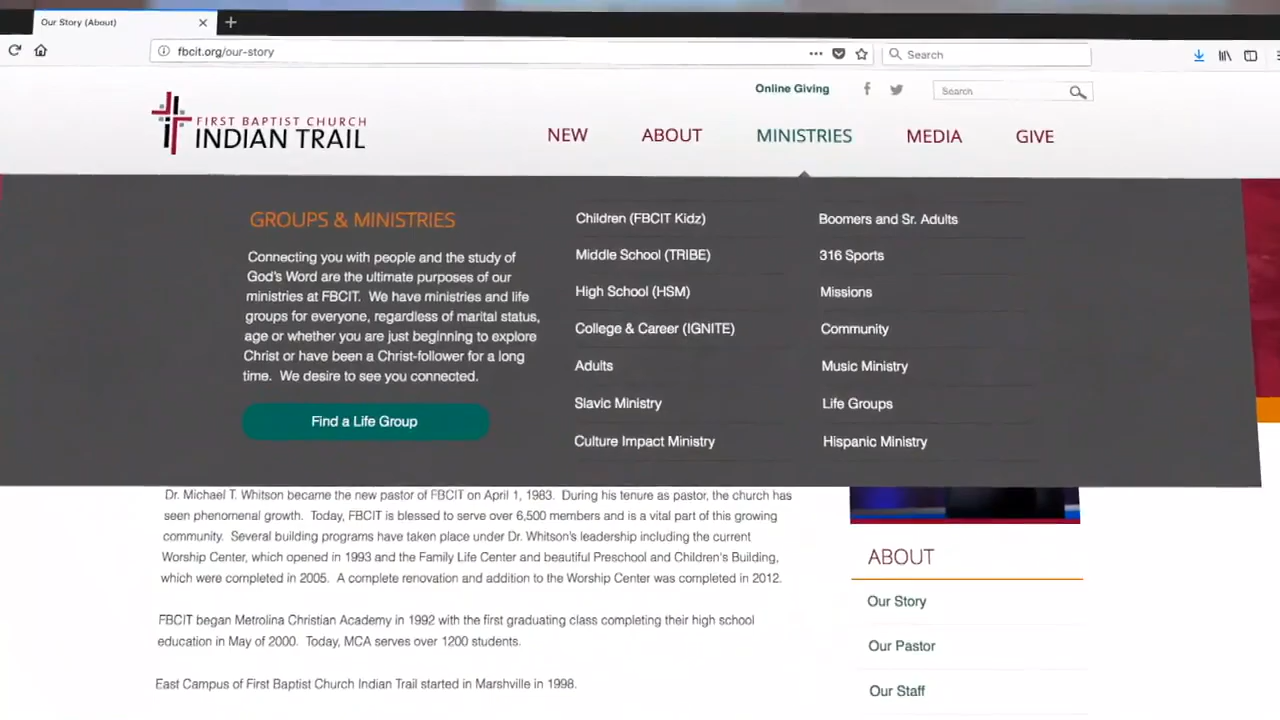 Our Story (About)
fbcit.org/our-story
Search
Online Giving
Search
FIRST BAPTIST CHURCH
INDIAN TRAIL
NEW
ABOUT
MINISTRIES
MEDIA
GIVE
GROUPS & MINISTRIES
Connecting you with people and the study of
God's Word are the ultimate purposes of our
ministries at FBCIT. We have ministries and life
groups for everyone, regardless of marital status,
age or whether you are just beginning to explore
Christ or have been a Christ-follower for a long
time. We desire to see you connected.
Find a Life Group
Children (FBCIT Kidz)
Middle School (TRIBE)
High School (HSM)
College & Career (IGNITE)
Adults
Slavic Ministry
Culture Impact Ministry
Boomers and Sr. Adults
316 Sports
Missions
Community
Music Ministry
Life Groups
Hispanic Ministry
Dr. Michael T. Whitson became the new pastor of FBCIT on April 1, 1983. During his tenure as pastor, the church has
seen phenomenal growth. Today, FBCIT is blessed to serve over 6,500 members and is a vital part of this growing
community. Several building programs have taken place under Dr. Whitson's leadership including the current
Worship Center, which opened in 1993 and the Family Life Center and beautiful Preschool and Children's Building,
which were completed in 2005. A complete renovation and addition to the Worship Center was completed in 2012.
FBCIT began Metrolina Christian Academy in 1992 with the first graduating class completing their high school
education in May of 2000. Today, MCA serves over 1200 students.
East Campus of First Baptist Church Indian Trail started in Marshville in 1998.
ABOUT
Our Story
Our Pastor
Our Staff